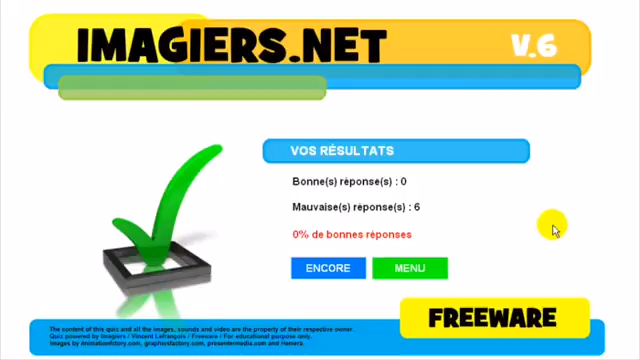 IMAGIERS.NET
V.6
VOS RÉSULTATS
Bonne(s) réponse(s) : 0
Mauvaise(s) réponse(s) : 6
0% de bonnes réponses
ENCORE
MENU
FREEWARE
The content of this quiz and all the images, sounds and video are the property of their respective owner.
Quiz powered by Imagiers / Vincent Lefrançois / Freeware / For educational purpose only.
Images by Animationfactory.com, graphicsfactory.com, presentermedia.com and Hemera.